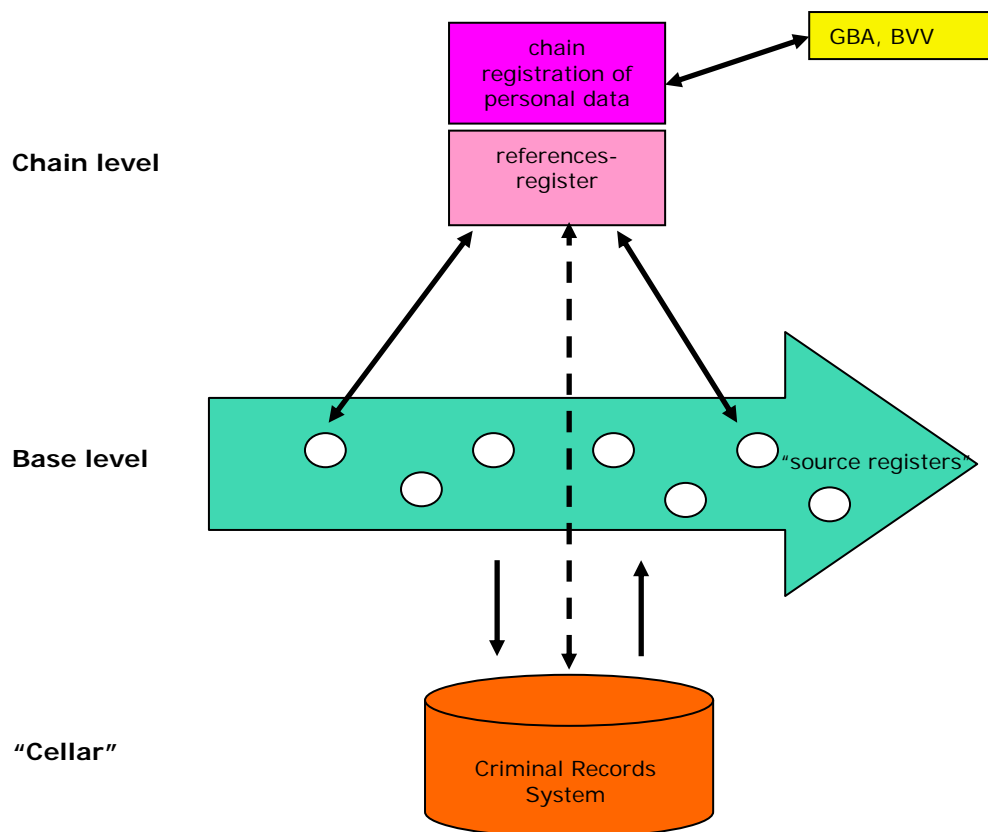 chain
registration of
personal data
GBA, BVV
Chain level
references-
register
Base level
“source registers”
“Cellar”
Criminal Records
System